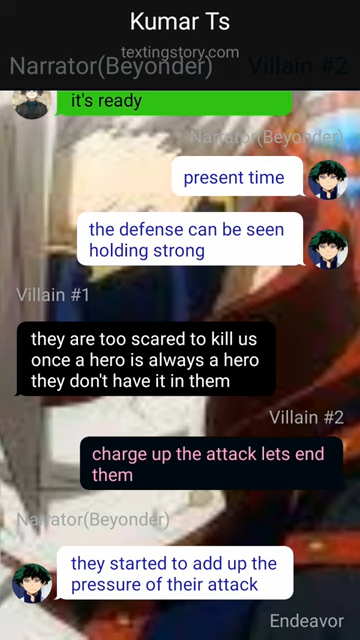 Kumar Ts
textingstory.com
Narrator(Beyonder)
Villain #2
it's ready
Narrator(Beyonder)
present time
the defense can be seen
holding strong
Villain #1
they are too scared to kill us
once a hero is always a hero
they don't have it in them
Villain #2
charge up the attack lets end
them
Narrator(Beyonder)
they started to add up the
pressure of their attack
Endeavor